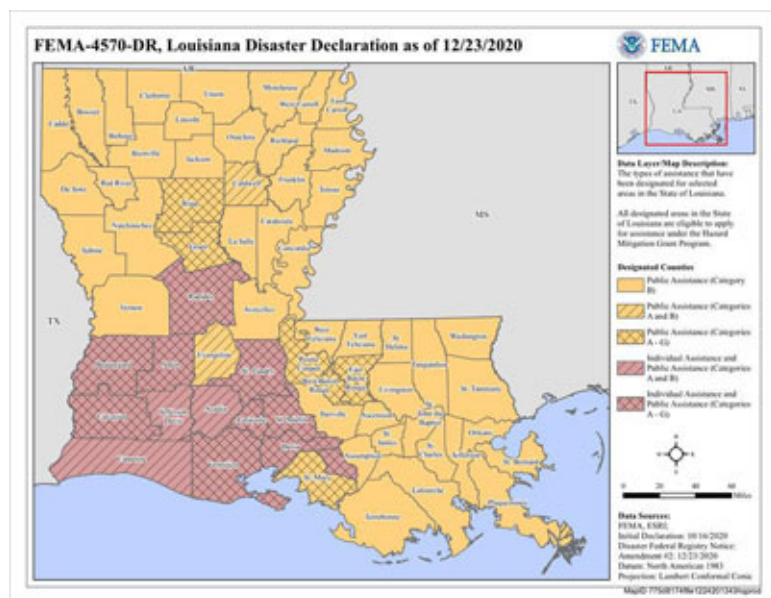 FEMA-4570-DR, Louisiana Disaster Declaration as of 12/23/2020
FEMA
AR
MS
TX
Claiborne
Union
Morehouse
West Carroll
East Carroll
Caddo
Bossier
Webster
Lincoln
Ouachita
Richland
Madison
Bienville
Jackson
De Soto
Red River
Winn
Caldwell
Franklin
Tensas
Natchitoches
Grant
La Salle
Catahoula
Concordia
Sabine
Vernon
Rapides
Avoyelles
West Feliciana
East Feliciana
St. Helena
Washington
Tangipahoa
Beauregard
Allen
Evangeline
St. Landry
Pointe Coupee
West Baton Rouge
East Baton Rouge
Livingston
St. Tammany
Calcasieu
Jefferson Davis
Acadia
Lafayette
St. Martin
Iberville
Ascension
St. John the Baptist
Orleans
Cameron
Vermilion
Iberia
Assumption
St. James
St. Charles
Jefferson
St. Bernard
St. Mary
Terrebonne
Lafourche
Plaquemines
Data Layer/Map Description:
The types of assistance that have
been designated for selected
areas in the State of Louisiana.
All designated areas in the State
of Louisiana are eligible to apply
for assistance under the Hazard
Mitigation Grant Program.
Designated Counties
Public Assistance (Category
B)
Public Assistance (Categories
A and B)
Public Assistance (Categories
A - G)
Individual Assistance and
Public Assistance (Categories
A and B)
Individual Assistance and
Public Assistance (Categories
A - G)
0 20 40 60
Miles
Data Sources:
FEMA, ESRI;
Initial Declaration: 10/16/2020
Disaster Federal Registry Notice:
Amendment #2: 12/23/2020
Datum: North American 1983
Projection: Lambert Conformal Conic